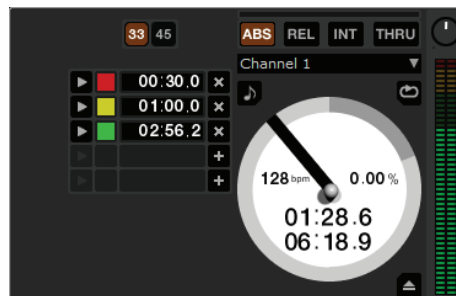 33 45 ABS REL INT THRU
Channel 1
00:30.0
01:00.0
02:56.2
128 bpm 0.00 %
01:28.6
06:18.9